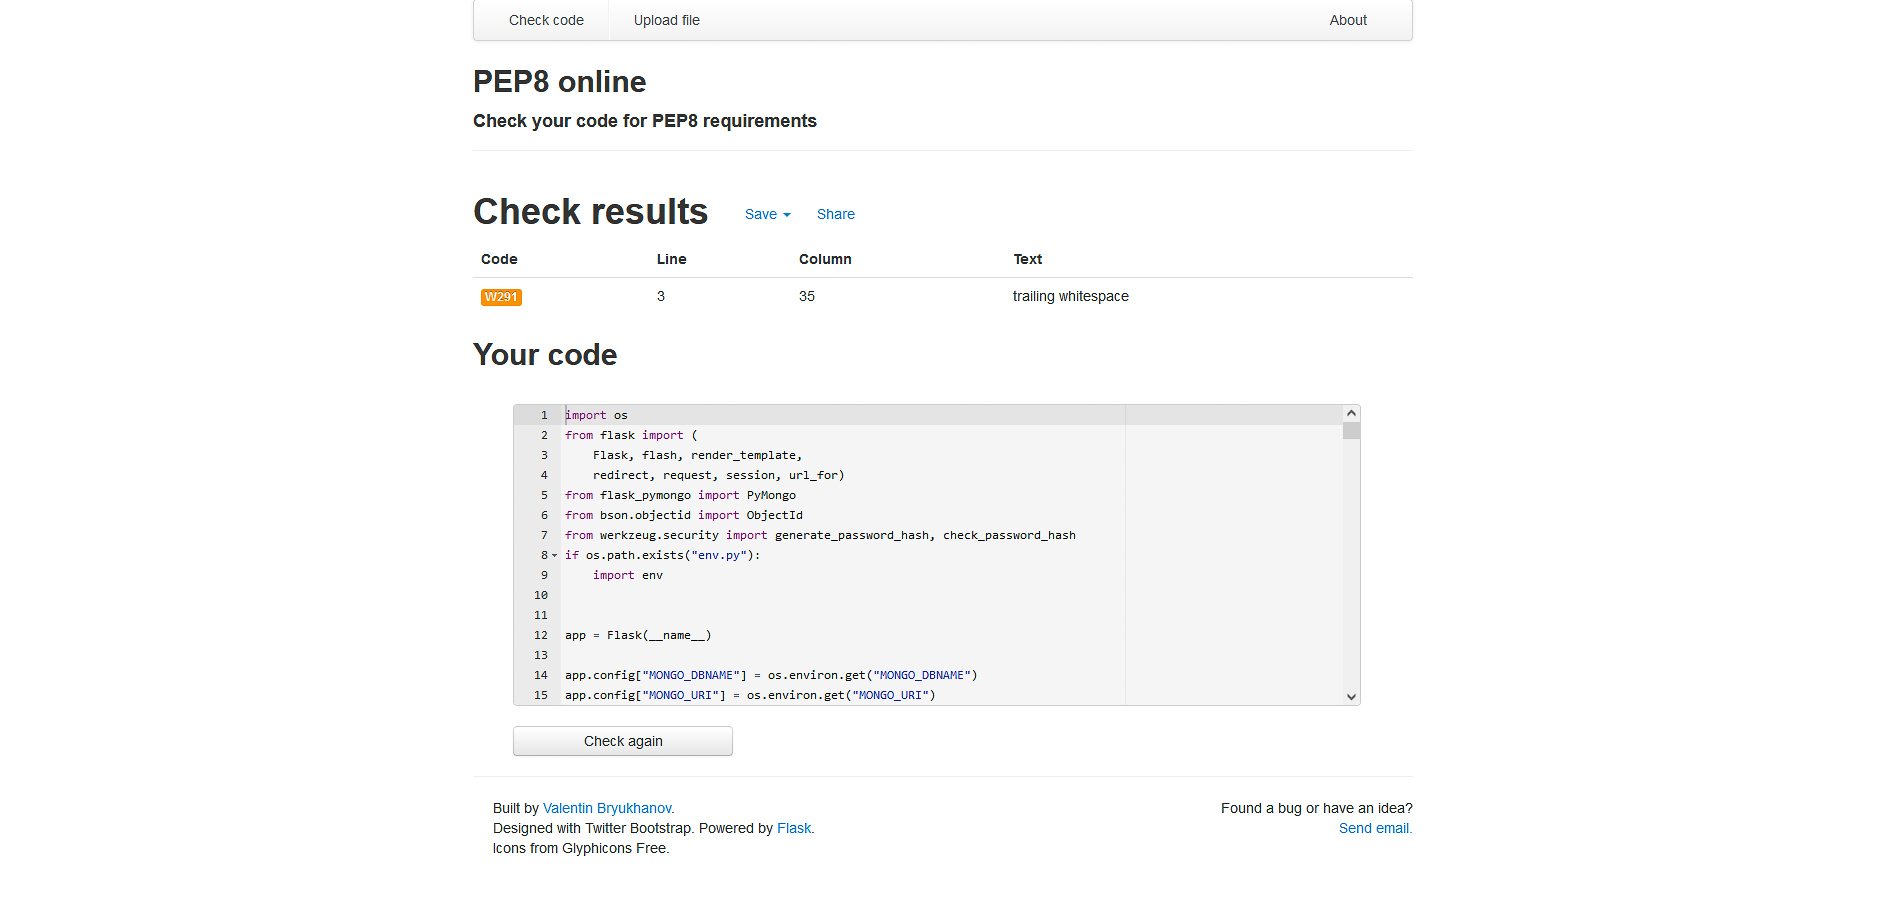 Check code Upload file About
PEP8 online
Check your code for PEP8 requirements
Check results Save Share
Code Line Column Text
W291 3 35 trailing whitespace
Your code
1 import os
2 from flask import (
3     Flask, flash, render_template,
4     redirect, request, session, url_for)
5 from flask_pymongo import PyMongo
6 from bson.objectid import ObjectId
7 from werkzeug.security import generate_password_hash, check_password_hash
8 if os.path.exists("env.py"):
9     import env
10
11
12 app = Flask(__name__)
13
14 app.config["MONGO_DBNAME"] = os.environ.get("MONGO_DBNAME")
15 app.config["MONGO_URI"] = os.environ.get("MONGO_URI")
Check again
Built by Valentin Bryukhanov. Found a bug or have an idea?
Designed with Twitter Bootstrap. Powered by Flask. Send email.
Icons from Glyphicons Free.